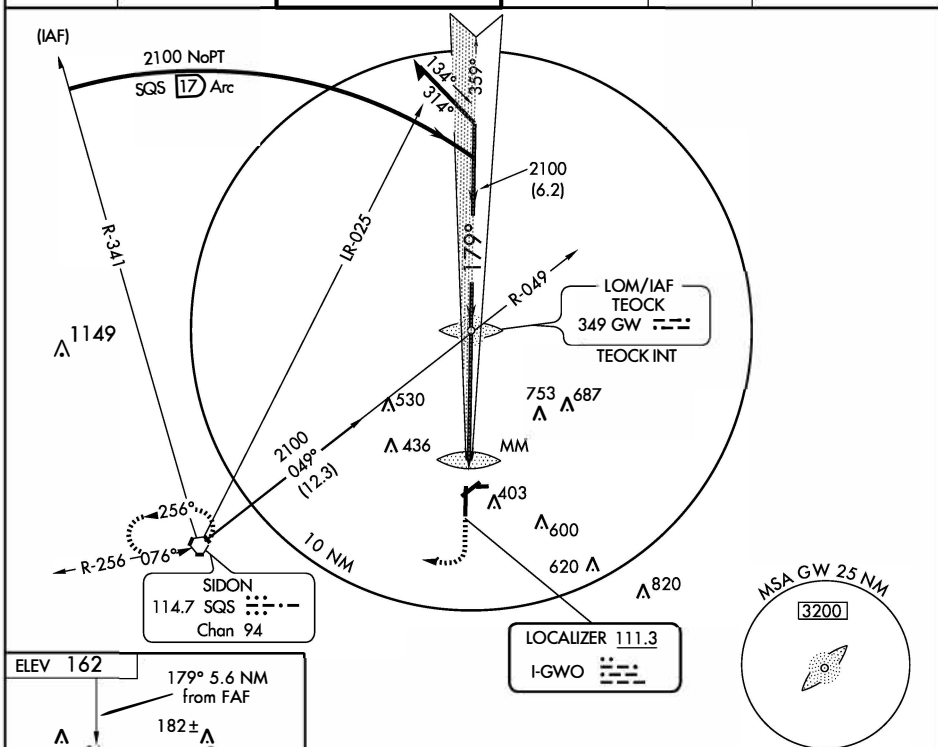 (IAF)
2100 NoPT
SQS 17 Arc
134°
314°
359°
2100
(6.2)
R-341
LR-025
179°
R-049
LOM/IAF
TEOCK
349 GW
TEOCK INT
1149
530
753
687
2100
049°
(12.3)
436
MM
403
256°
600
R-256
076°
10 NM
620
820
SIDON
114.7 SQS
Chan 94
MSA GW 25 NM
3200
LOCALIZER 111.3
I-GWO
ELEV 162
179° 5.6 NM
from FAF
182±